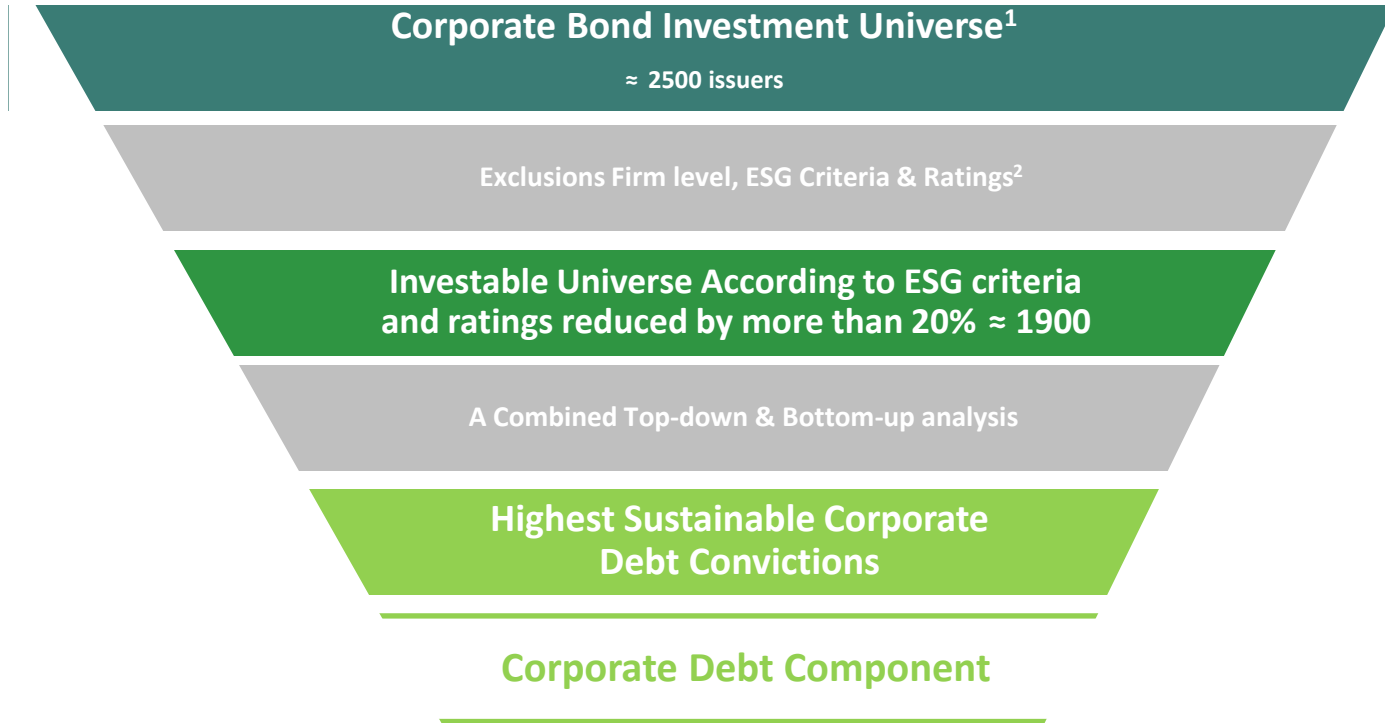 Corporate Bond Investment Universe¹
≈ 2500 issuers
Exclusions Firm level, ESG Criteria & Ratings²
Investable Universe According to ESG criteria
and ratings reduced by more than 20% ≈ 1900
A Combined Top-down & Bottom-up analysis
Highest Sustainable Corporate
Debt Convictions
Corporate Debt Component